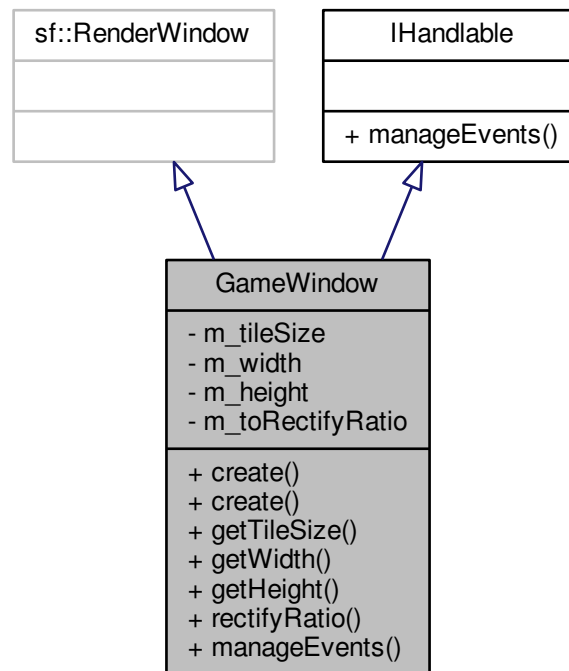 sf::RenderWindow
IHandlable
+ manageEvents()
GameWindow
- m_tileSize
- m_width
- m_height
- m_toRectifyRatio
+ create()
+ create()
+ getTileSize()
+ getWidth()
+ getHeight()
+ rectifyRatio()
+ manageEvents()